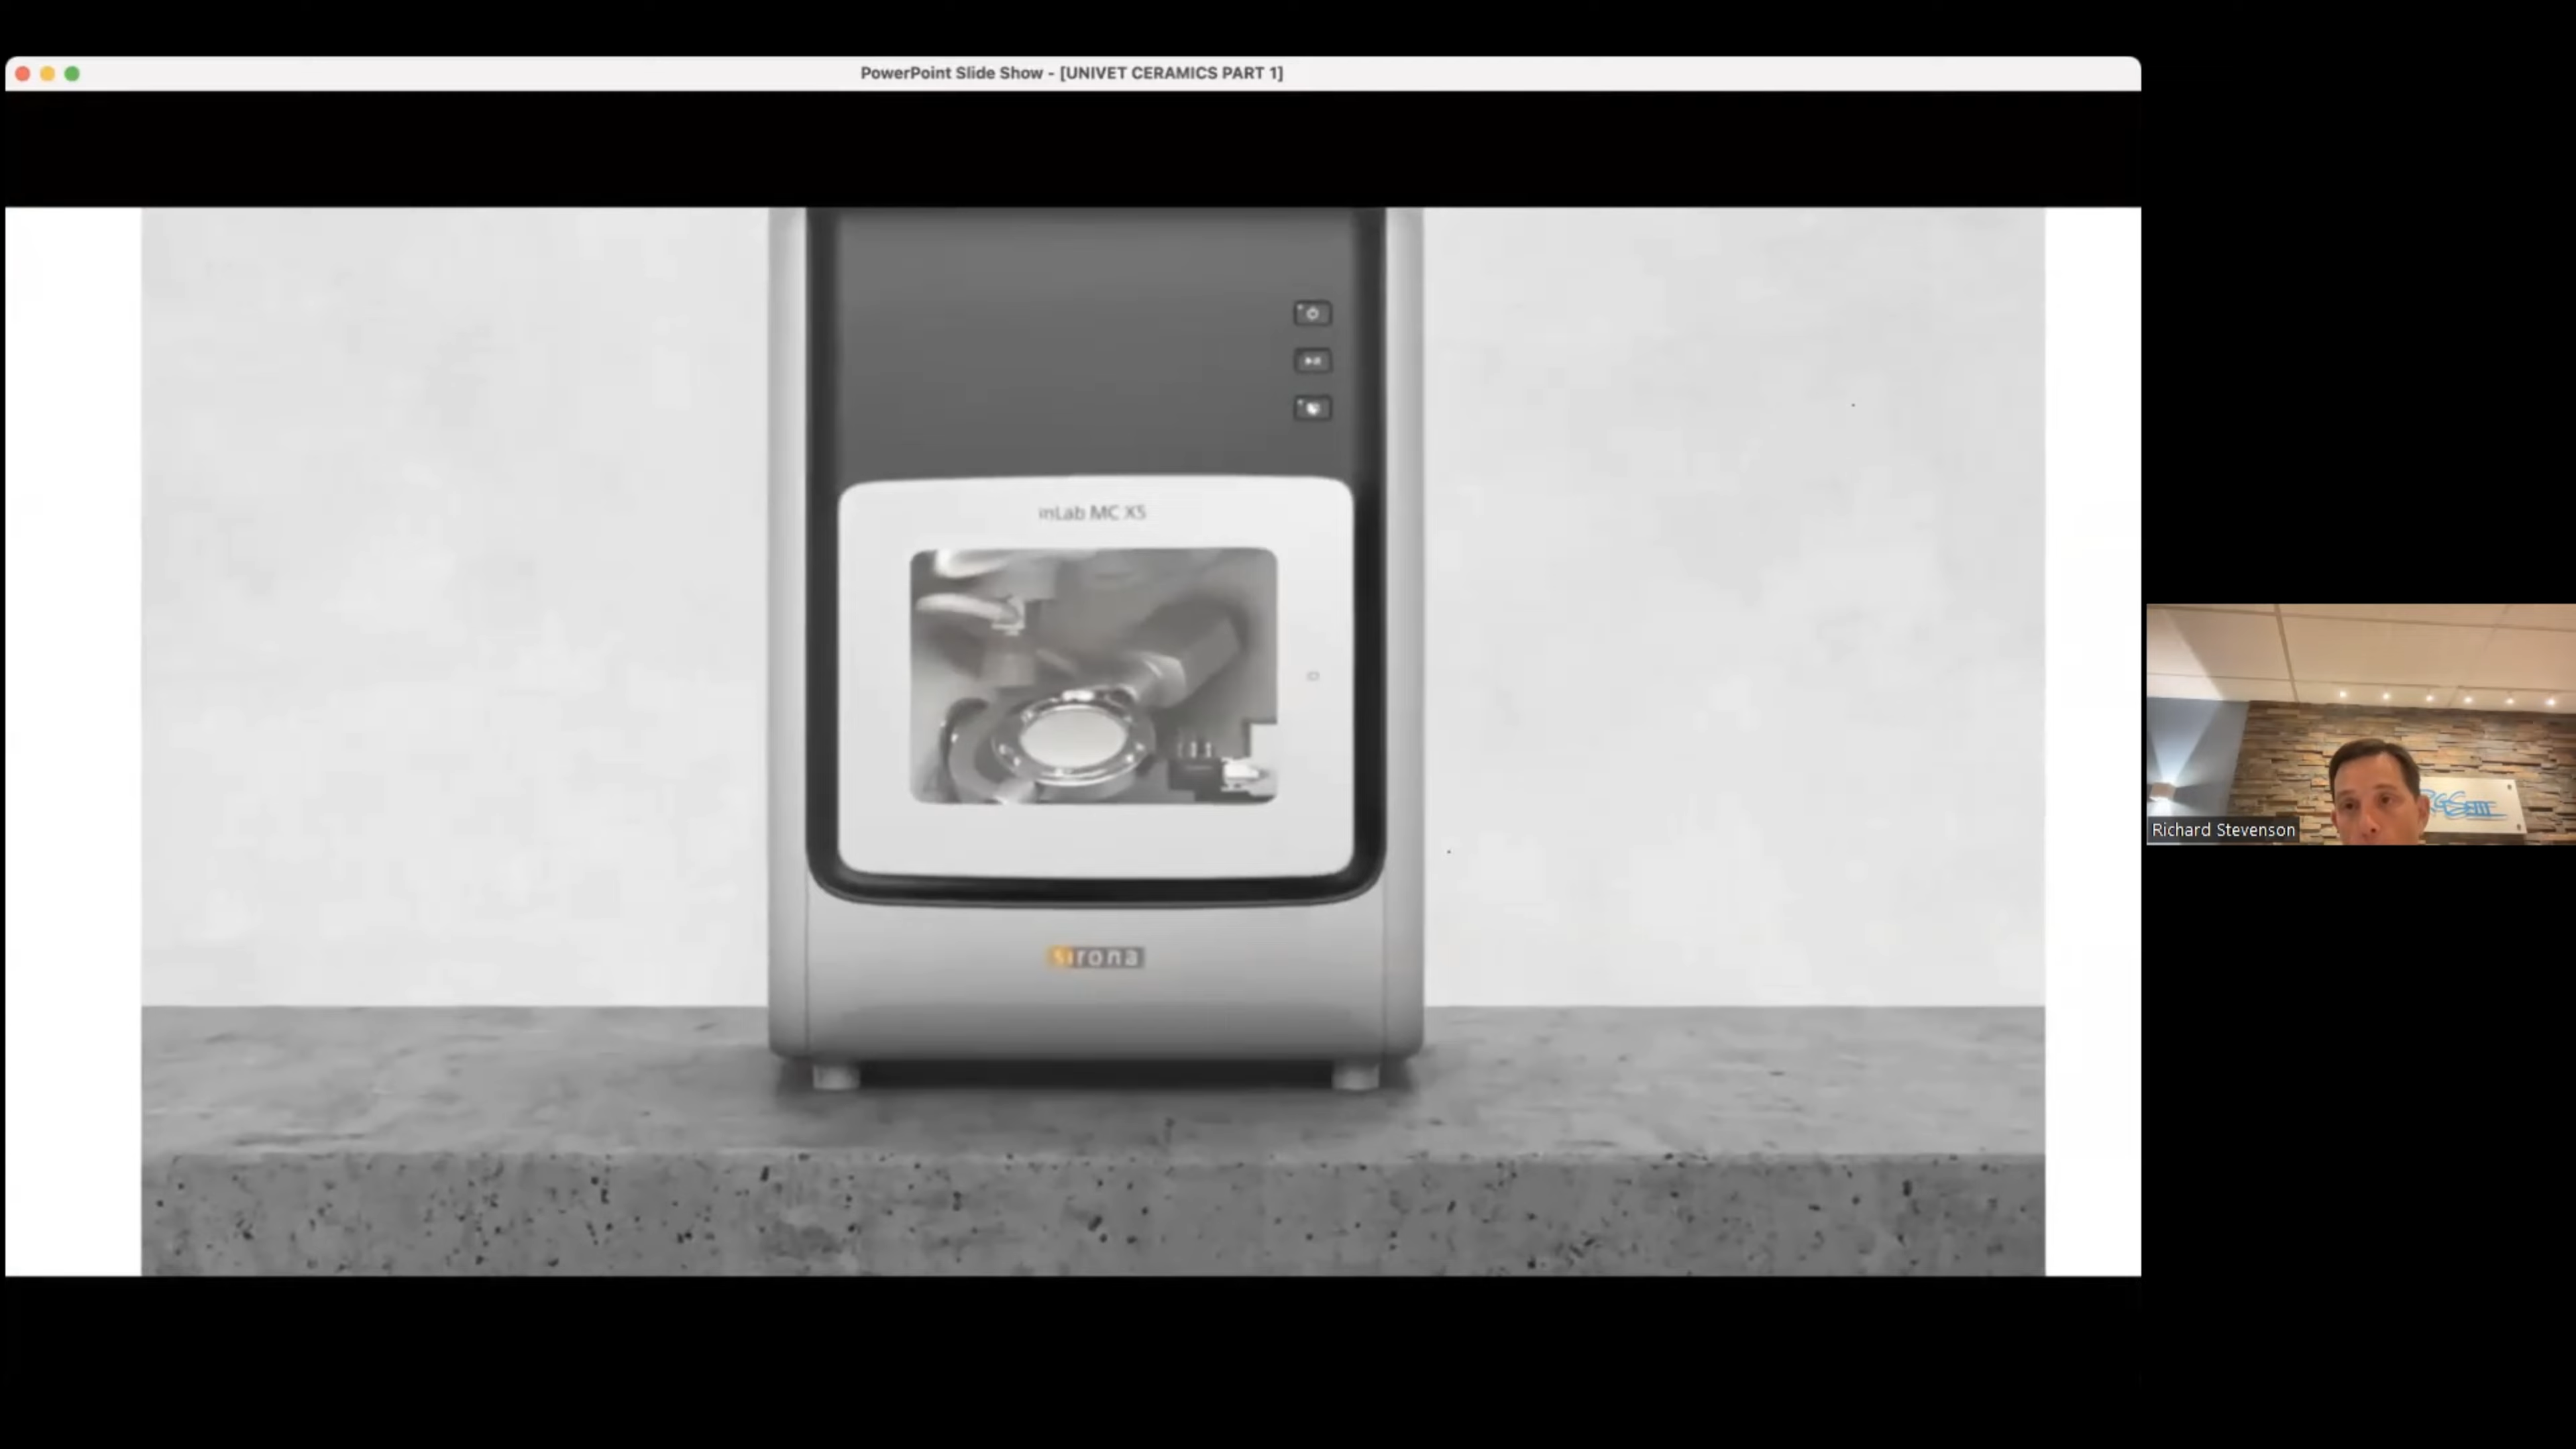 PowerPoint Slide Show - [UNIVET CERAMICS PART 1]
inLab MC X5
sirona
Richard Stevenson